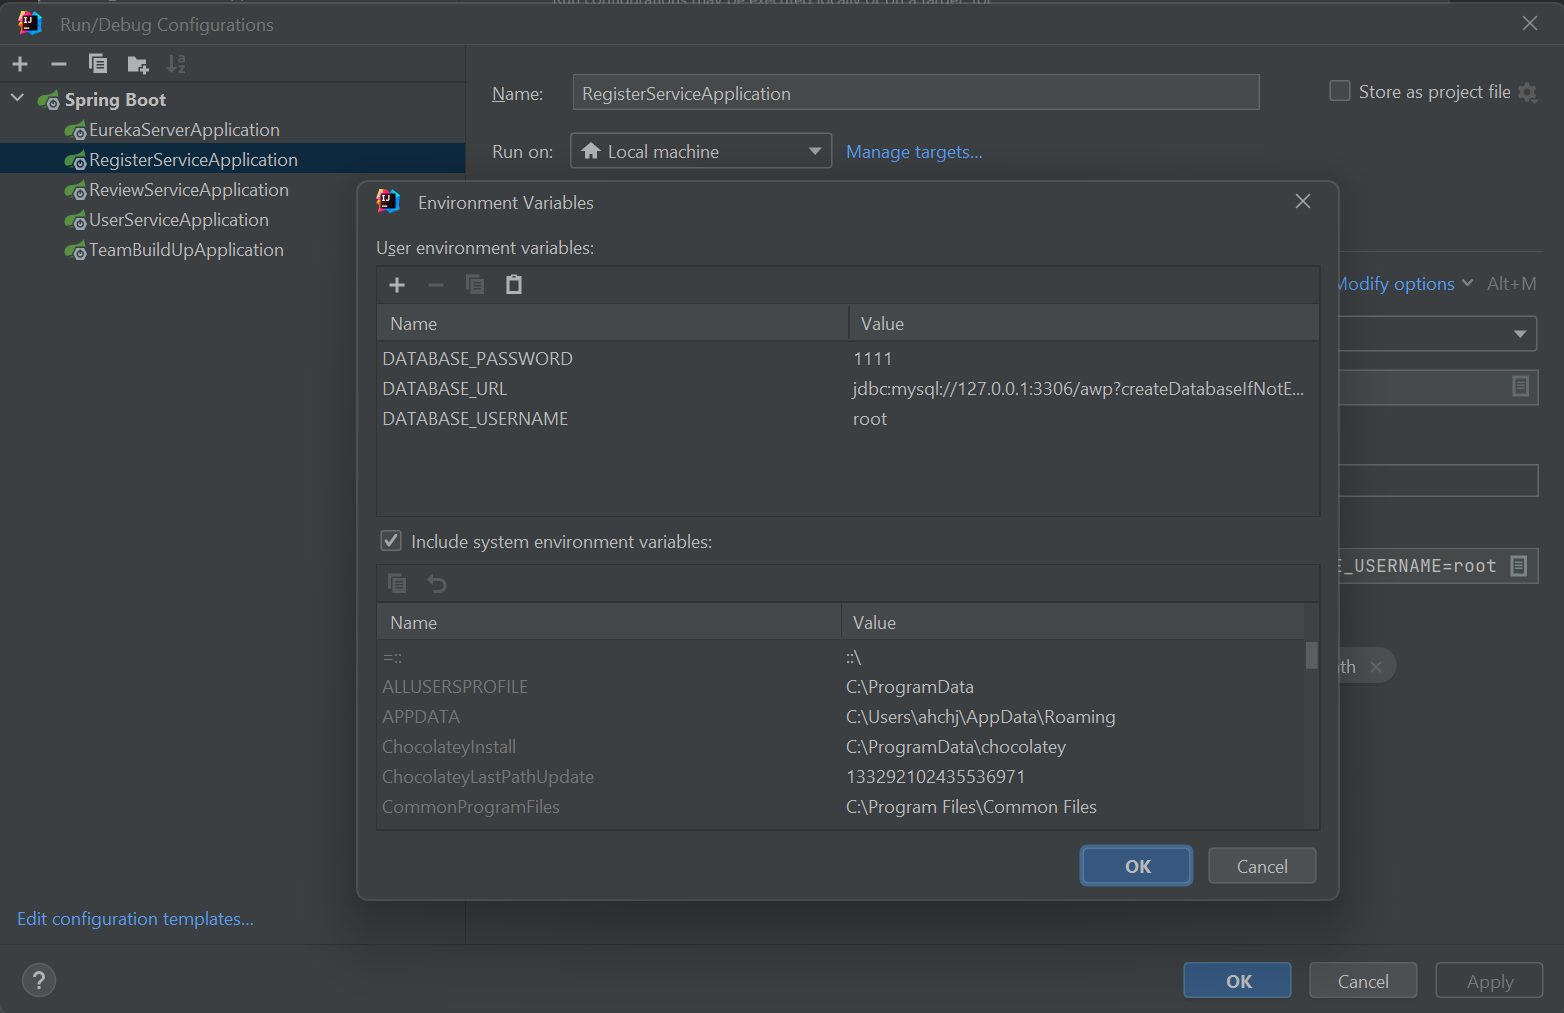 Run/Debug Configurations
Spring Boot
EurekaServerApplication
RegisterServiceApplication
ReviewServiceApplication
UserServiceApplication
TeamBuildUpApplication
Name: RegisterServiceApplication
Store as project file
Run on: Local machine Manage targets...
Modify options Alt+M
E_USERNAME=root
th
Environment Variables
User environment variables:
Name Value
DATABASE_PASSWORD 1111
DATABASE_URL jdbc:mysql://127.0.0.1:3306/awp?createDatabaseIfNotE...
DATABASE_USERNAME root
Include system environment variables:
Name Value
=:: ::\
ALLUSERSPROFILE C:\ProgramData
APPDATA C:\Users\ahchj\AppData\Roaming
ChocolateyInstall C:\ProgramData\chocolatey
ChocolateyLastPathUpdate 133292102435536971
CommonProgramFiles C:\Program Files\Common Files
OK Cancel
Edit configuration templates...
? OK Cancel Apply